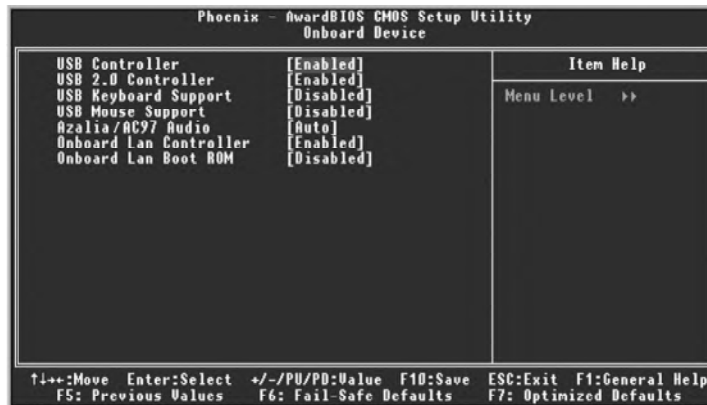 Phoenix - AwardBIOS CMOS Setup Utility
Onboard Device
USB Controller [Enabled]
USB 2.0 Controller [Enabled]
USB Keyboard Support [Disabled]
USB Mouse Support [Disabled]
Azalia/AC97 Audio [Auto]
Onboard Lan Controller [Enabled]
Onboard Lan Boot ROM [Disabled]
Item Help
Menu Level ►►
↑↓→←:Move Enter:Select +/-/PU/PD:Value F10:Save ESC:Exit F1:General Help
F5: Previous Values F6: Fail-Safe Defaults F7: Optimized Defaults